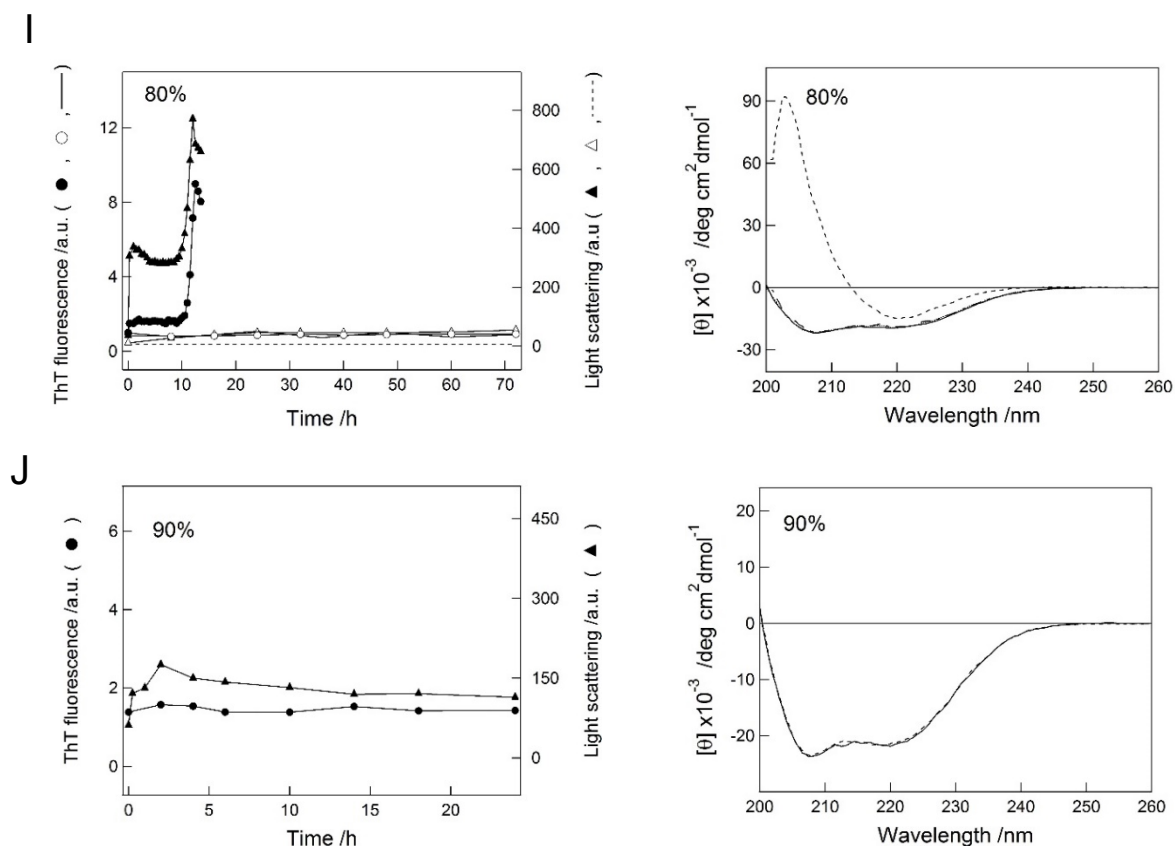 I
80%
ThT fluorescence /a.u. ( ● , ○ , — )
12
8
4
0
Light scattering /a.u ( ▲ , △ , ---- )
800
600
400
200
0
0 10 20 30 40 50 60 70
Time /h
80%
[θ] x10⁻³ /deg cm² dmol⁻¹
90
60
30
0
-30
200 210 220 230 240 250 260
Wavelength /nm
J
90%
ThT fluorescence /a.u. ( ● )
6
4
2
0
Light scattering /a.u. ( ▲ )
450
300
150
0
0 5 10 15 20
Time /h
90%
[θ] x10⁻³ /deg cm² dmol⁻¹
20
10
0
-10
-20
200 210 220 230 240 250 260
Wavelength /nm